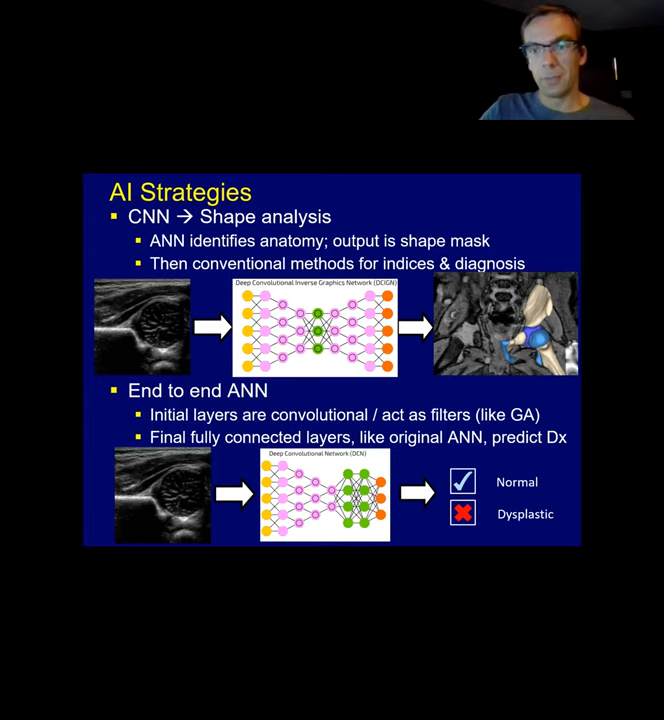 AI Strategies
CNN → Shape analysis
ANN identifies anatomy; output is shape mask
Then conventional methods for indices & diagnosis
Deep Convolutional Inverse Graphics Network (DCIGN)
End to end ANN
Initial layers are convolutional / act as filters (like GA)
Final fully connected layers, like original ANN, predict Dx
Deep Convolutional Network (DCN)
Normal
Dysplastic